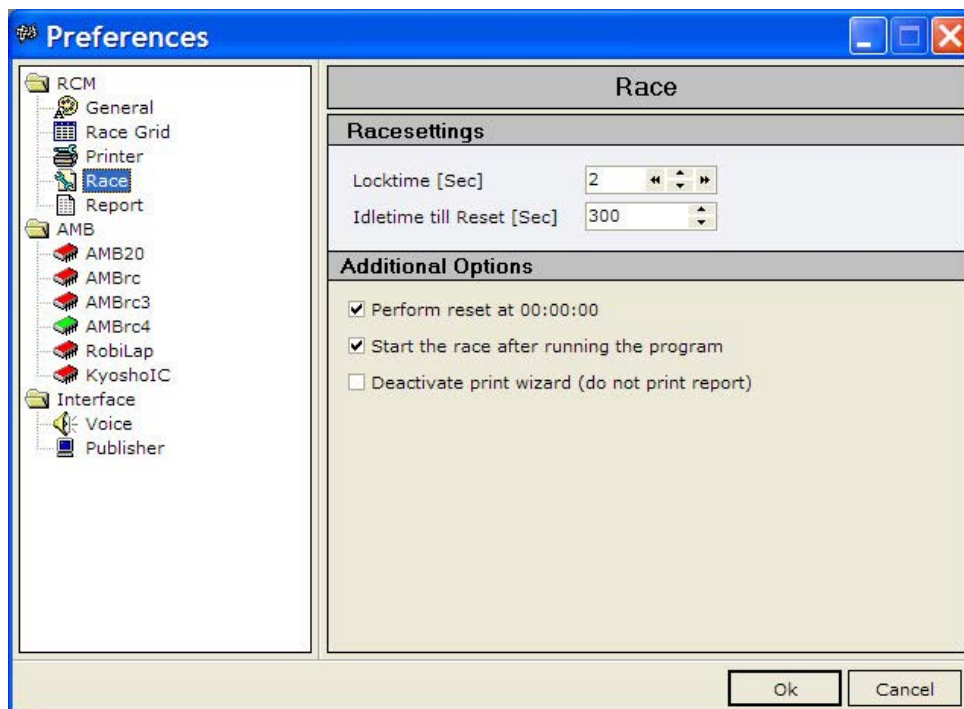 Preferences
RCM
General
Race Grid
Printer
Race
Report
AMB
AMB20
AMBrc
AMBrc3
AMBrc4
RobiLap
KyoshoIC
Interface
Voice
Publisher
Race
Racesettings
Locktime [Sec] 2
Idletime till Reset [Sec] 300
Additional Options
Perform reset at 00:00:00
Start the race after running the program
Deactivate print wizard (do not print report)
Ok Cancel